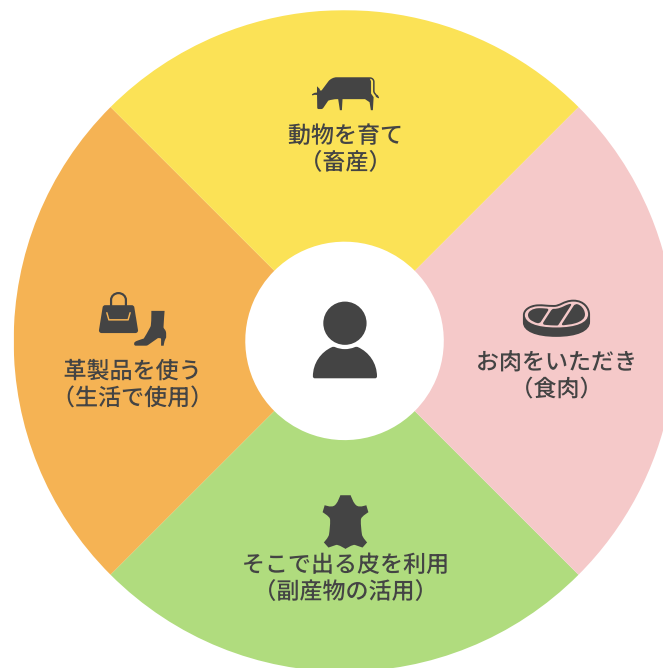 動物を育て
（畜産）
お肉をいただき
（食肉）
そこで出る皮を利用
（副産物の活用）
革製品を使う
（生活で使用）